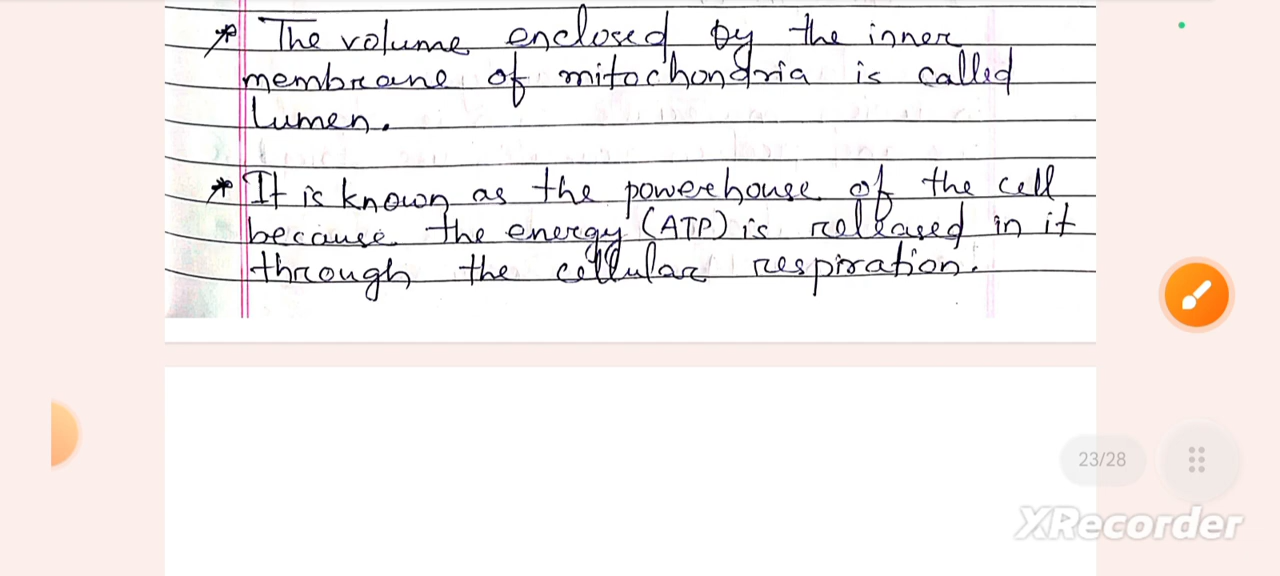 * The volume enclosed by the inner
membrane of mitochondria is called
lumen.
* It is known as the powerhouse of the cell
because the energy (ATP) is released in it
through the cellular respiration.
23/28
XRecorder